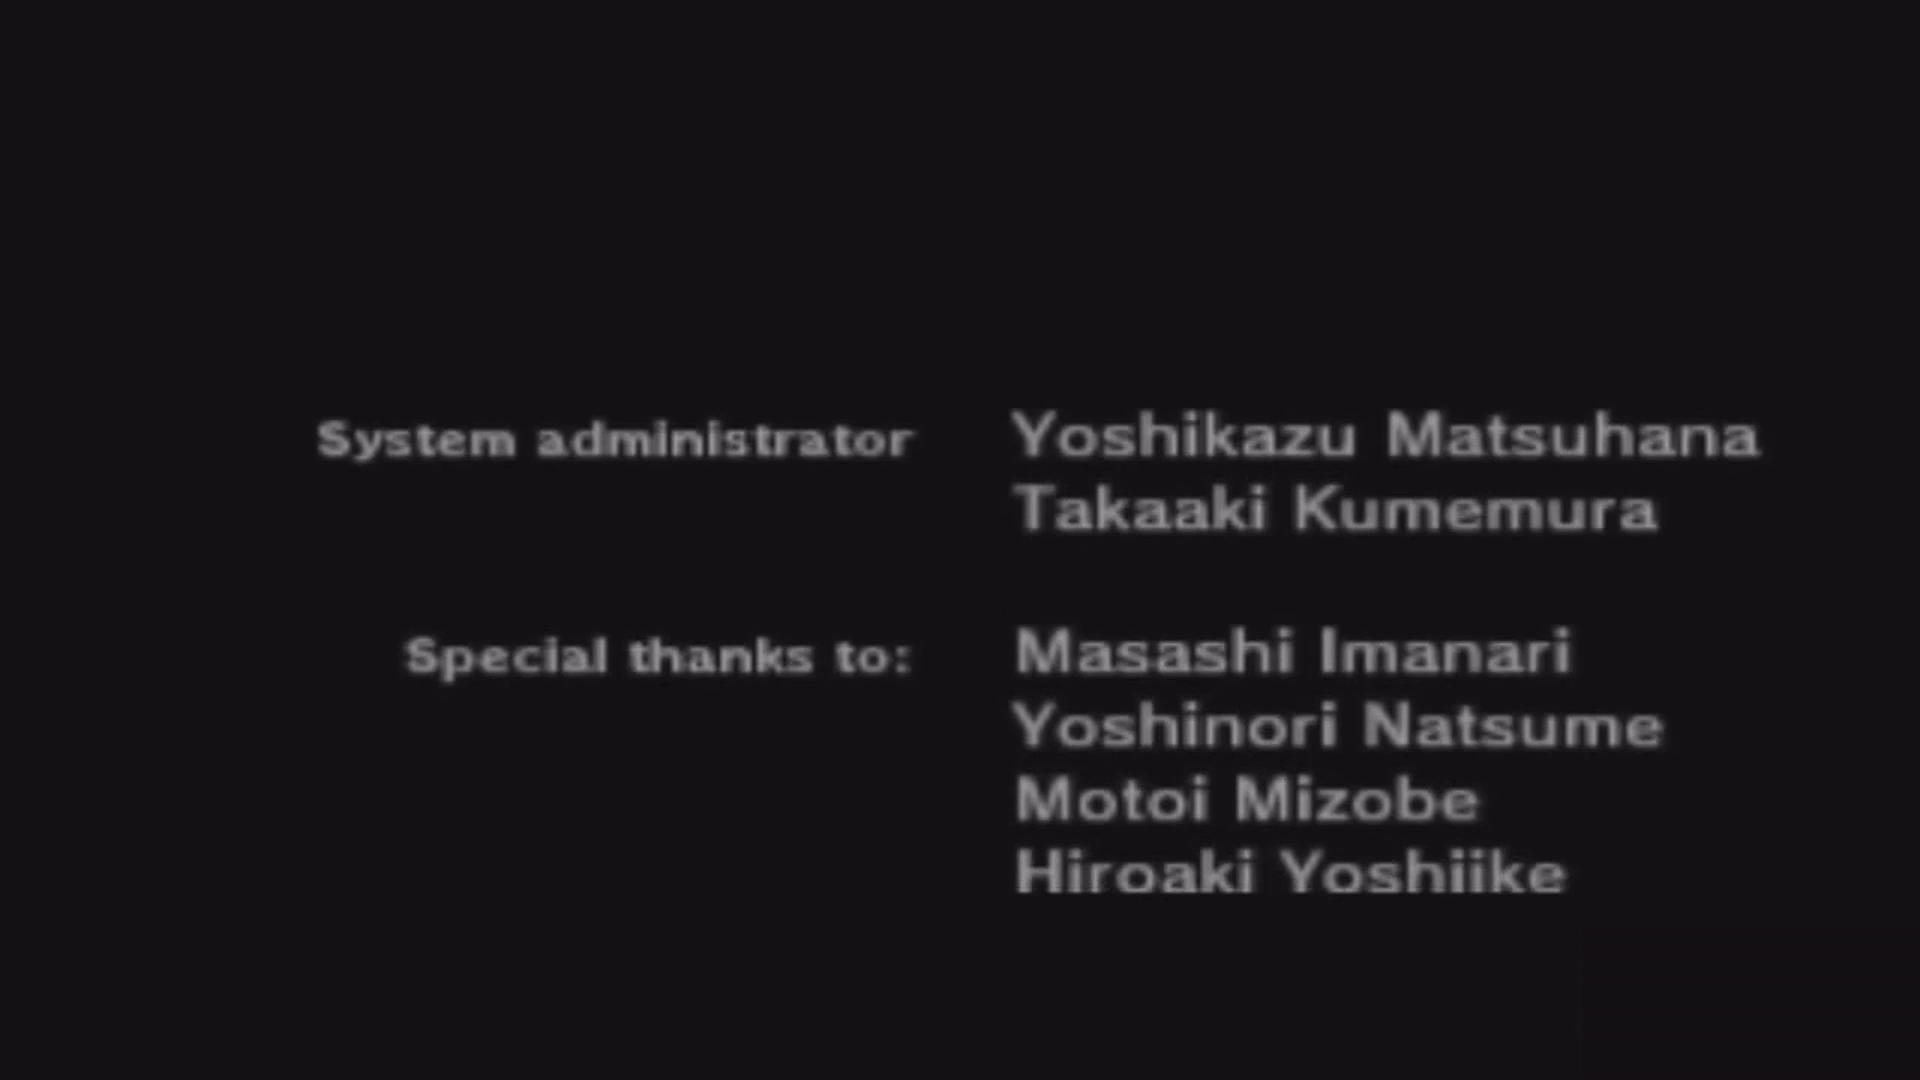 System administrator Yoshikazu Matsuhana
Takaaki Kumemura
Special thanks to: Masashi Imanari
Yoshinori Natsume
Motoi Mizobe
Hiroaki Yoshiike